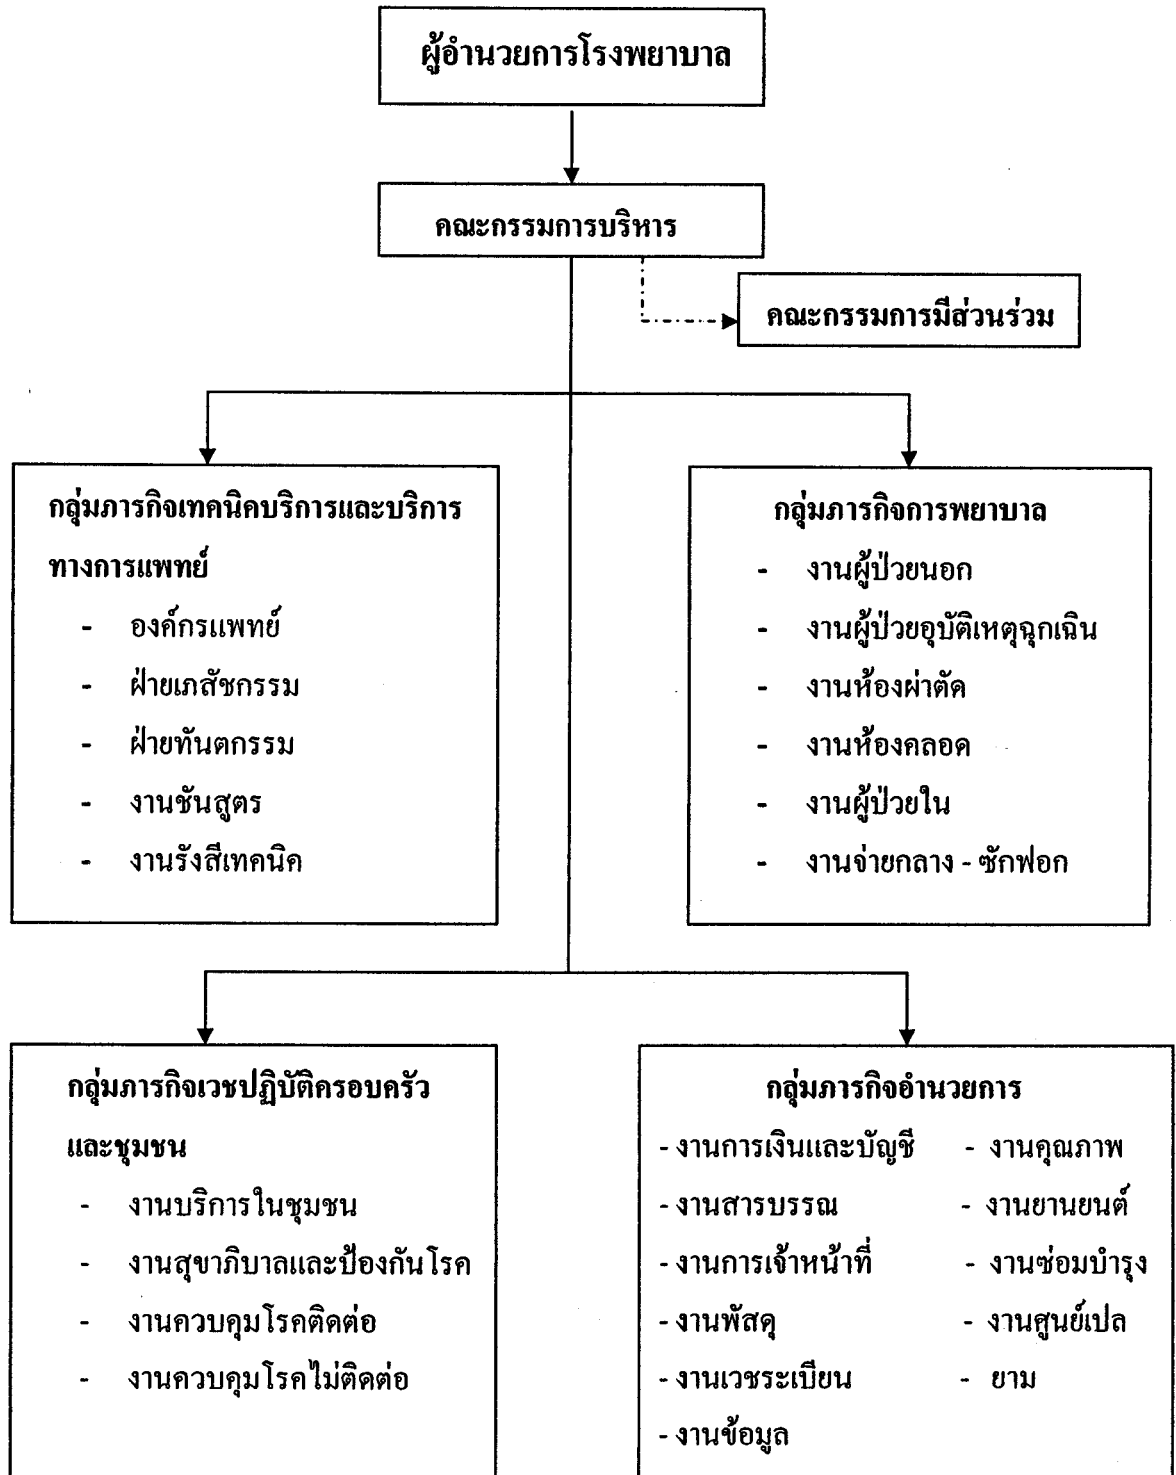 ผู้อำนวยการโรงพยาบาล
คณะกรรมการบริหาร
คณะกรรมการมีส่วนร่วม
กลุ่มภารกิจเทคนิคบริการและบริการ
ทางการแพทย์
- องค์กรแพทย์
- ฝ่ายเภสัชกรรม
- ฝ่ายทันตกรรม
- งานชันสูตร
- งานรังสีเทคนิค
กลุ่มภารกิจการพยาบาล
- งานผู้ป่วยนอก
- งานผู้ป่วยอุบัติเหตุฉุกเฉิน
- งานห้องผ่าตัด
- งานห้องคลอด
- งานผู้ป่วยใน
- งานจ่ายกลาง - ซักฟอก
กลุ่มภารกิจเวชปฏิบัติครอบครัว
และชุมชน
- งานบริการในชุมชน
- งานสุขาภิบาลและป้องกันโรค
- งานควบคุมโรคติดต่อ
- งานควบคุมโรคไม่ติดต่อ
กลุ่มภารกิจอำนวยการ
- งานการเงินและบัญชี - งานคุณภาพ
- งานสารบรรณ - งานยานยนต์
- งานการเจ้าหน้าที่ - งานซ่อมบำรุง
- งานพัสดุ - งานศูนย์เปล
- งานเวชระเบียน - ยาม
- งานข้อมูล